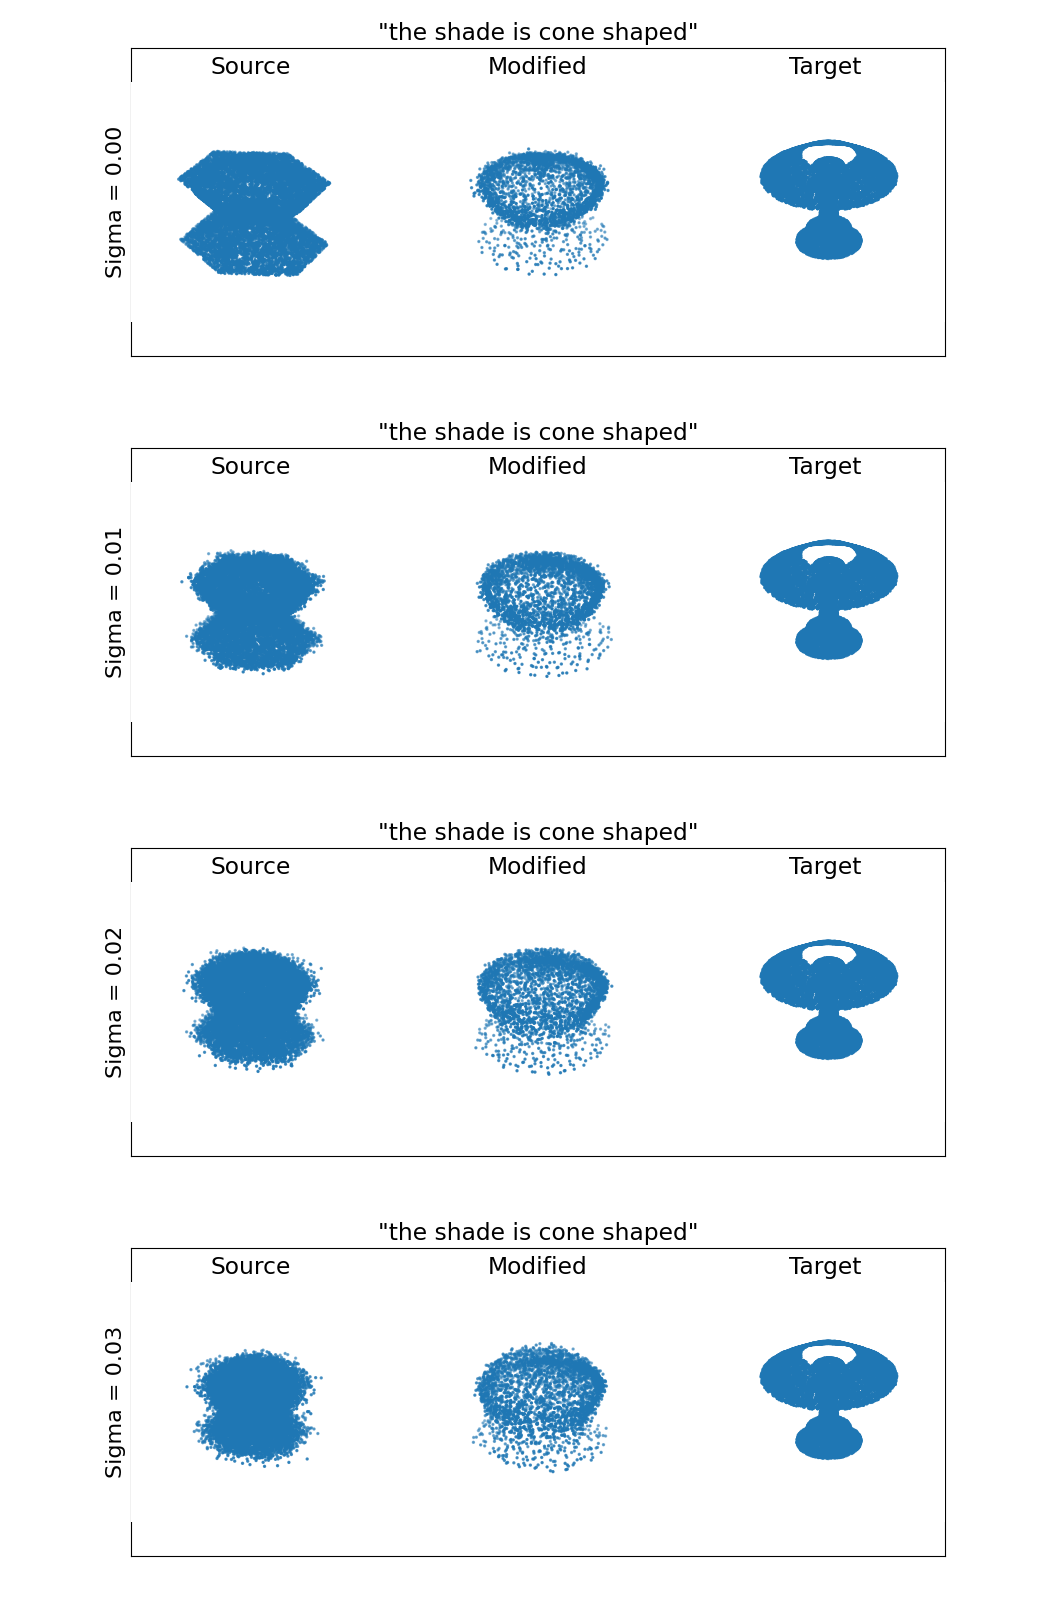 "the shade is cone shaped"
Source Modified Target
Sigma = 0.00
"the shade is cone shaped"
Source Modified Target
Sigma = 0.01
"the shade is cone shaped"
Source Modified Target
Sigma = 0.02
"the shade is cone shaped"
Source Modified Target
Sigma = 0.03